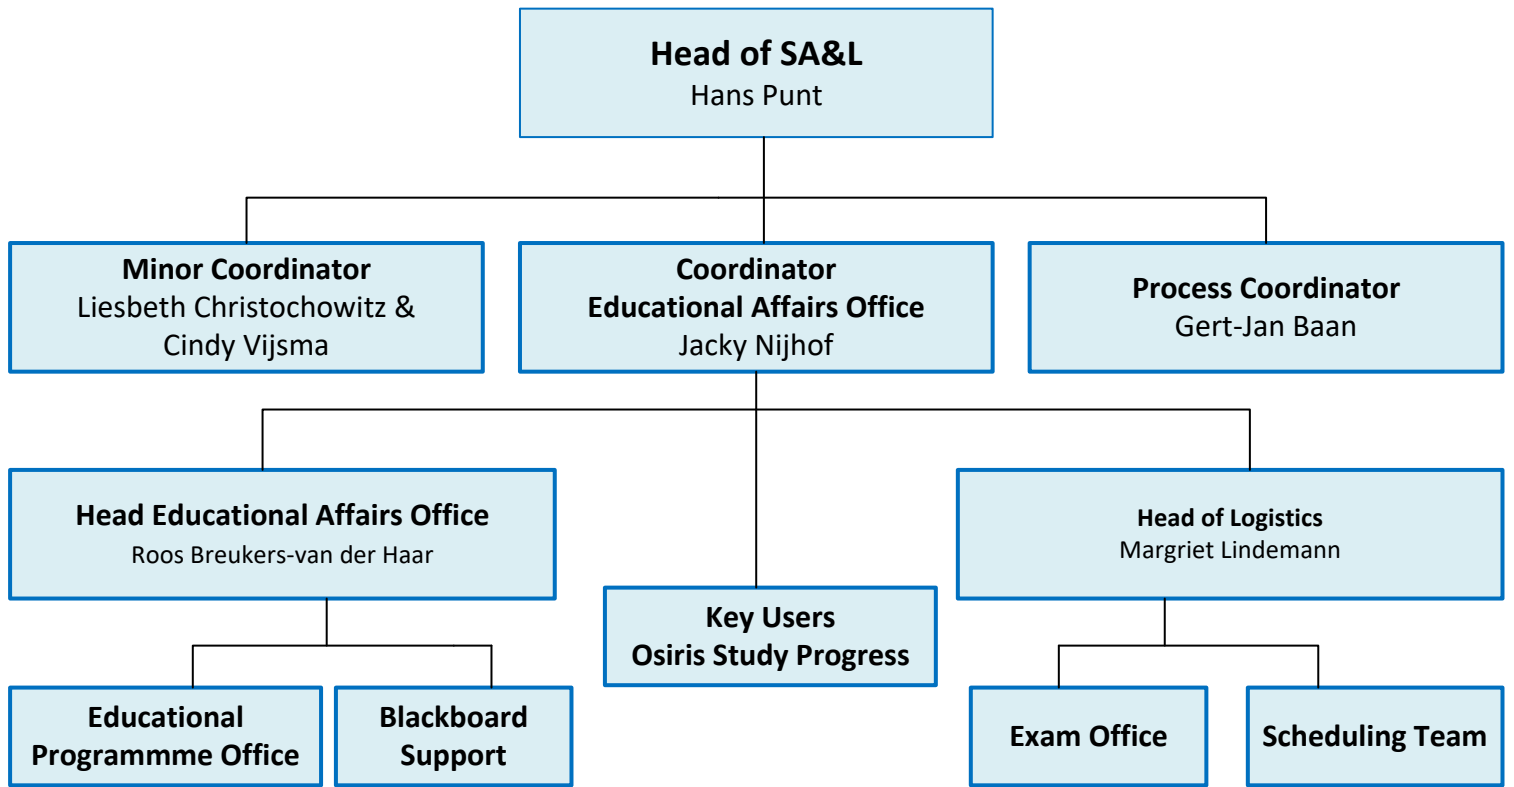 Head of SA&L
Hans Punt
Minor Coordinator
Liesbeth Christochowitz &
Cindy Vijsma
Coordinator
Educational Affairs Office
Jacky Nijhof
Process Coordinator
Gert-Jan Baan
Head Educational Affairs Office
Roos Breukers-van der Haar
Key Users
Osiris Study Progress
Head of Logistics
Margriet Lindemann
Educational
Programmme Office
Blackboard
Support
Exam Office
Scheduling Team